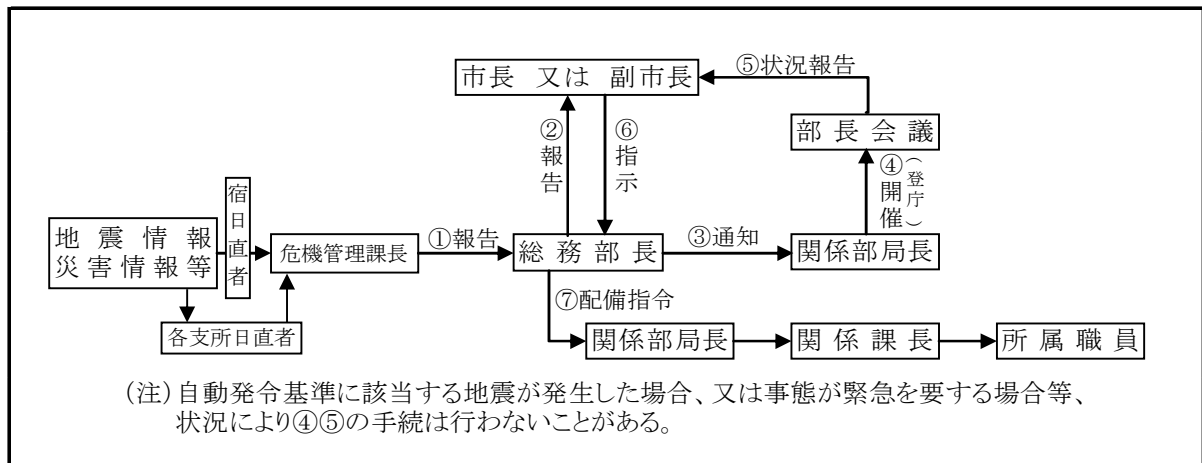 市長 又は 副市長
⑤状況報告
部長会議
②報告
⑥指示
④開催
(登庁)
宿日直者
地震情報
災害情報等
危機管理課長
①報告
総務部長
③通知
関係部局長
⑦配備指令
各支所日直者
関係部局長
関係課長
所属職員
(注) 自動発令基準に該当する地震が発生した場合、又は事態が緊急を要する場合等、
状況により④⑤の手続は行わないことがある。